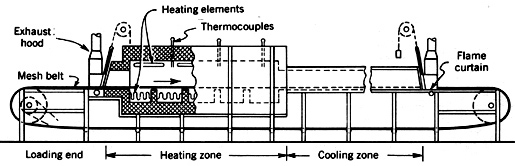 Heating elements
Thermocouples
Exhaust
hood
Mesh belt
Flame
curtain
Loading end
Heating zone
Cooling zone